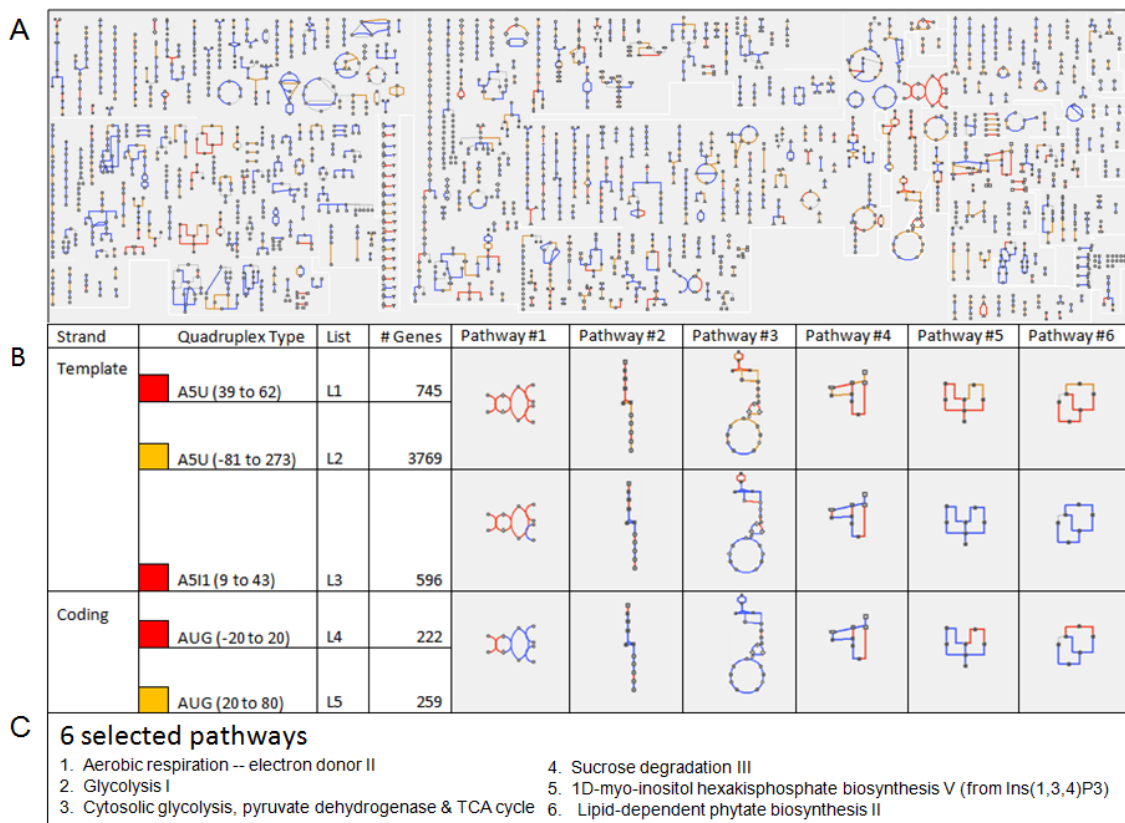 A
Strand Quadruplex Type List # Genes Pathway #1 Pathway #2 Pathway #3 Pathway #4 Pathway #5 Pathway #6
B
Template
A5U (39 to 62) L1 745
A5U (-81 to 273) L2 3769
A5I1 (9 to 43) L3 596
Coding
AUG (-20 to 20) L4 222
AUG (20 to 80) L5 259
C
6 selected pathways
1. Aerobic respiration -- electron donor II
2. Glycolysis I
3. Cytosolic glycolysis, pyruvate dehydrogenase & TCA cycle
4. Sucrose degradation III
5. 1D-myo-inositol hexakisphosphate biosynthesis V (from Ins(1,3,4)P3)
6. Lipid-dependent phytate biosynthesis II